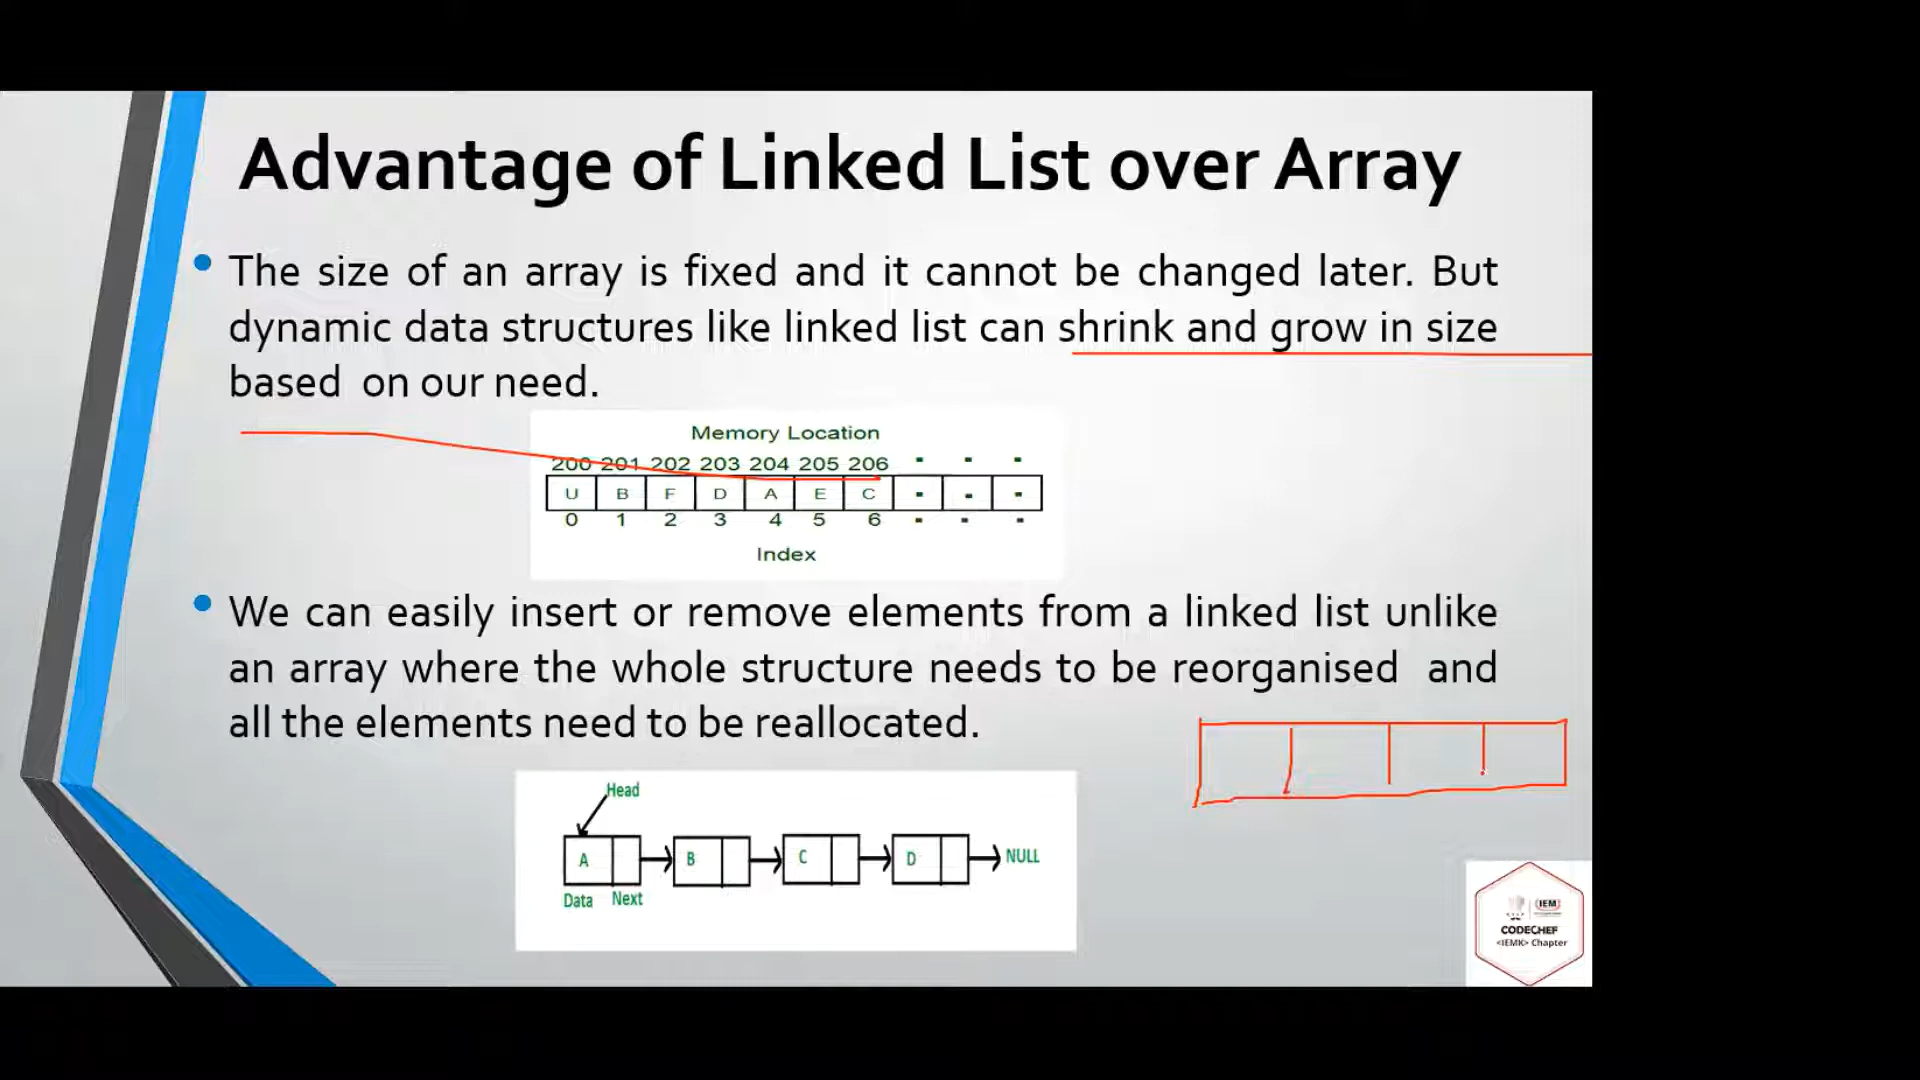 Advantage of Linked List over Array
The size of an array is fixed and it cannot be changed later. But
dynamic data structures like linked list can shrink and grow in size
based on our need.
Memory Location
200 201 202 203 204 205 206 - - -
U B F D A E C - - -
0 1 2 3 4 5 6 - - -
Index
We can easily insert or remove elements from a linked list unlike
an array where the whole structure needs to be reorganised and
all the elements need to be reallocated.
Head
A B C D NULL
Data Next
IEM
CODECHEF
<IEMK> Chapter